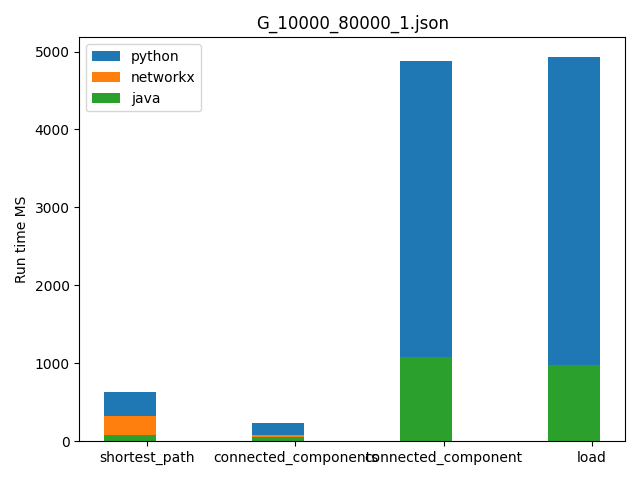 G_10000_80000_1.json
python
networkx
java
Run time MS
5000
4000
3000
2000
1000
0
shortest_path
connected_components
connected_component
load